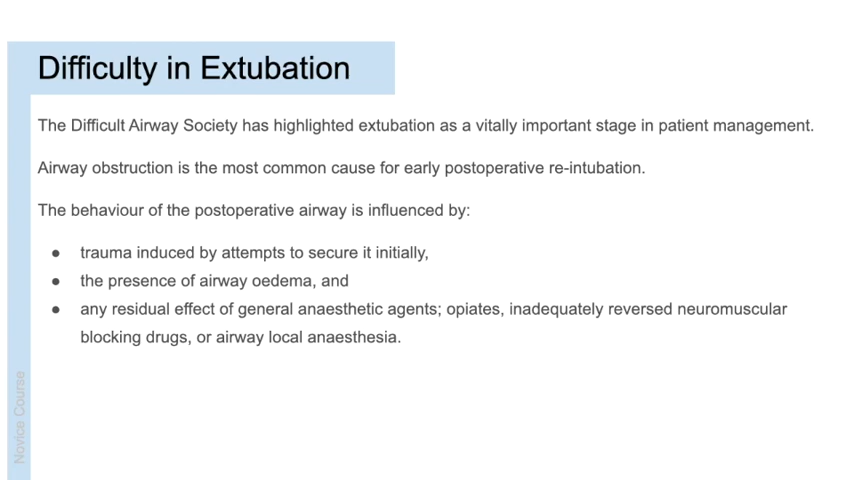 Difficulty in Extubation
The Difficult Airway Society has highlighted extubation as a vitally important stage in patient management.
Airway obstruction is the most common cause for early postoperative re-intubation.
The behaviour of the postoperative airway is influenced by:
● trauma induced by attempts to secure it initially,
● the presence of airway oedema, and
● any residual effect of general anaesthetic agents; opiates, inadequately reversed neuromuscular
blocking drugs, or airway local anaesthesia.
Novice Course